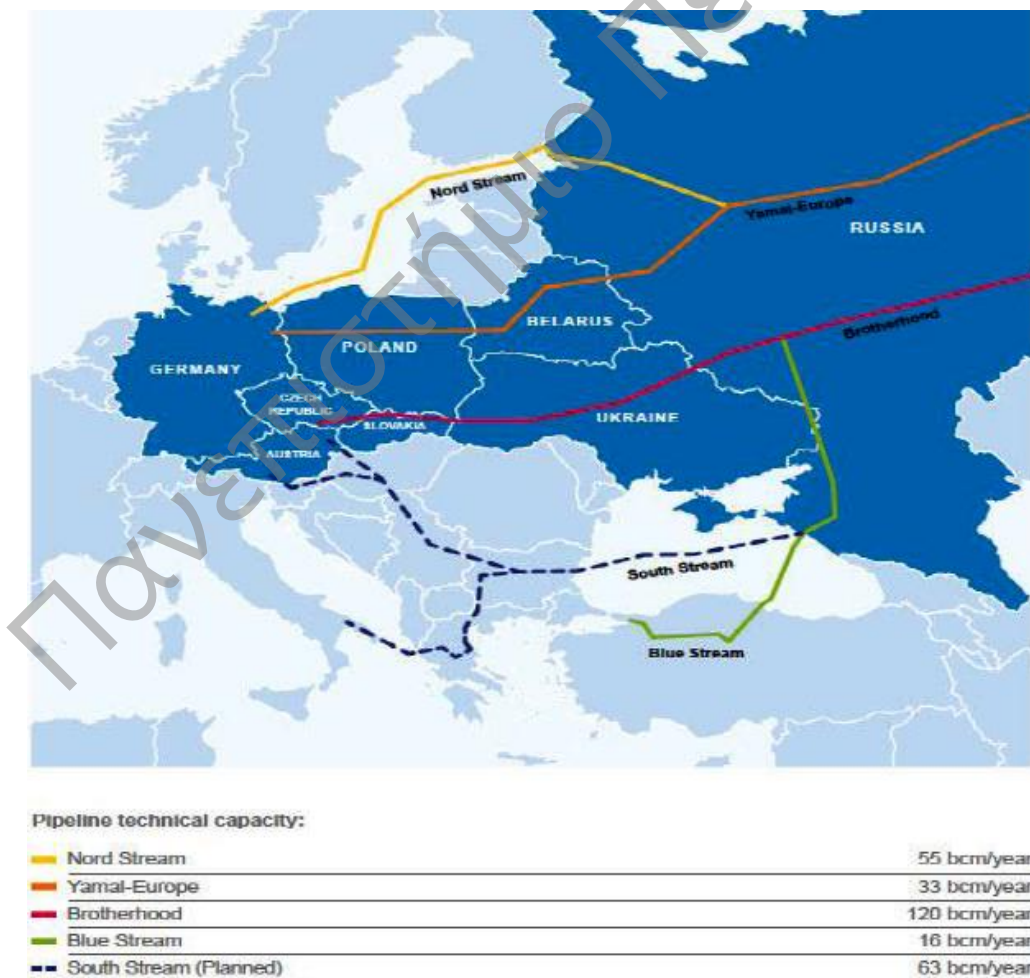 Πανεπιστήμιο Πε
Nord Stream
Yamal-Europe
RUSSIA
BELARUS
POLAND
Brotherhood
GERMANY
CZECH
REPUBLIC
UKRAINE
SLOVAKIA
AUSTRIA
South Stream
Blue Stream
Pipeline technical capacity:
Nord Stream 55 bcm/year
Yamal-Europe 33 bcm/year
Brotherhood 120 bcm/year
Blue Stream 16 bcm/year
South Stream (Planned) 63 bcm/year